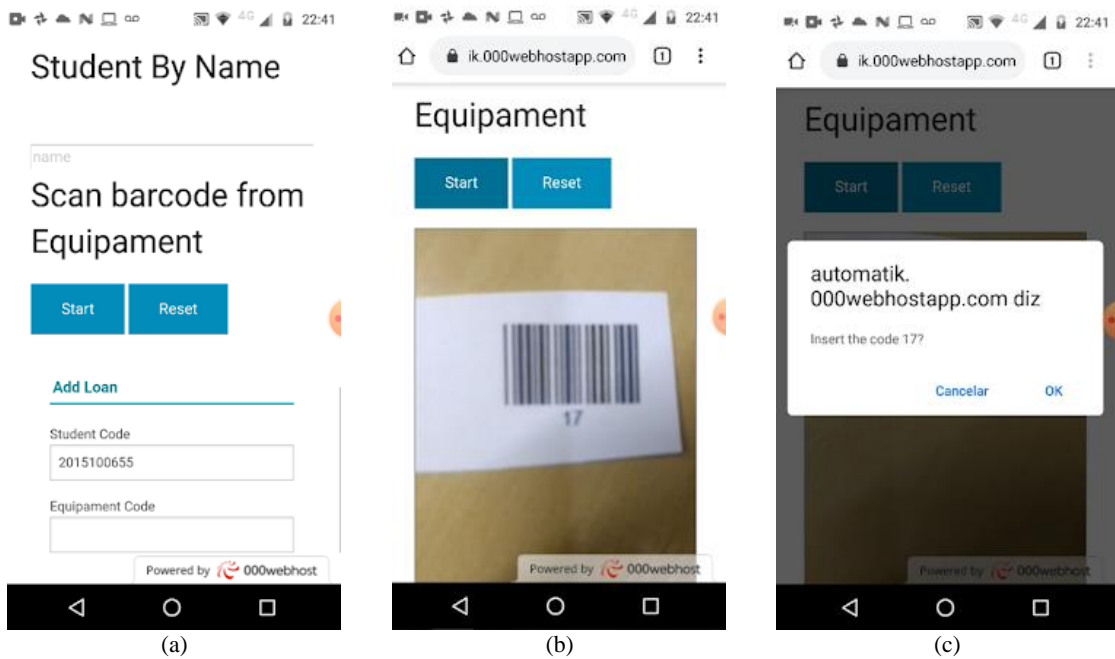 4G 22:41
Student By Name
name
Scan barcode from
Equipament
Start Reset
Add Loan
Student Code
2015100655
Equipament Code
Powered by 000webhost
(a)
4G 22:41
ik.000webhostapp.com 1
Equipament
Start Reset
17
Powered by 000webhost
(b)
4G 22:41
ik.000webhostapp.com 1
Equipament
Start Reset
automatik.
000webhostapp.com diz
Insert the code 17?
Cancelar OK
Powered by 000webhost
(c)